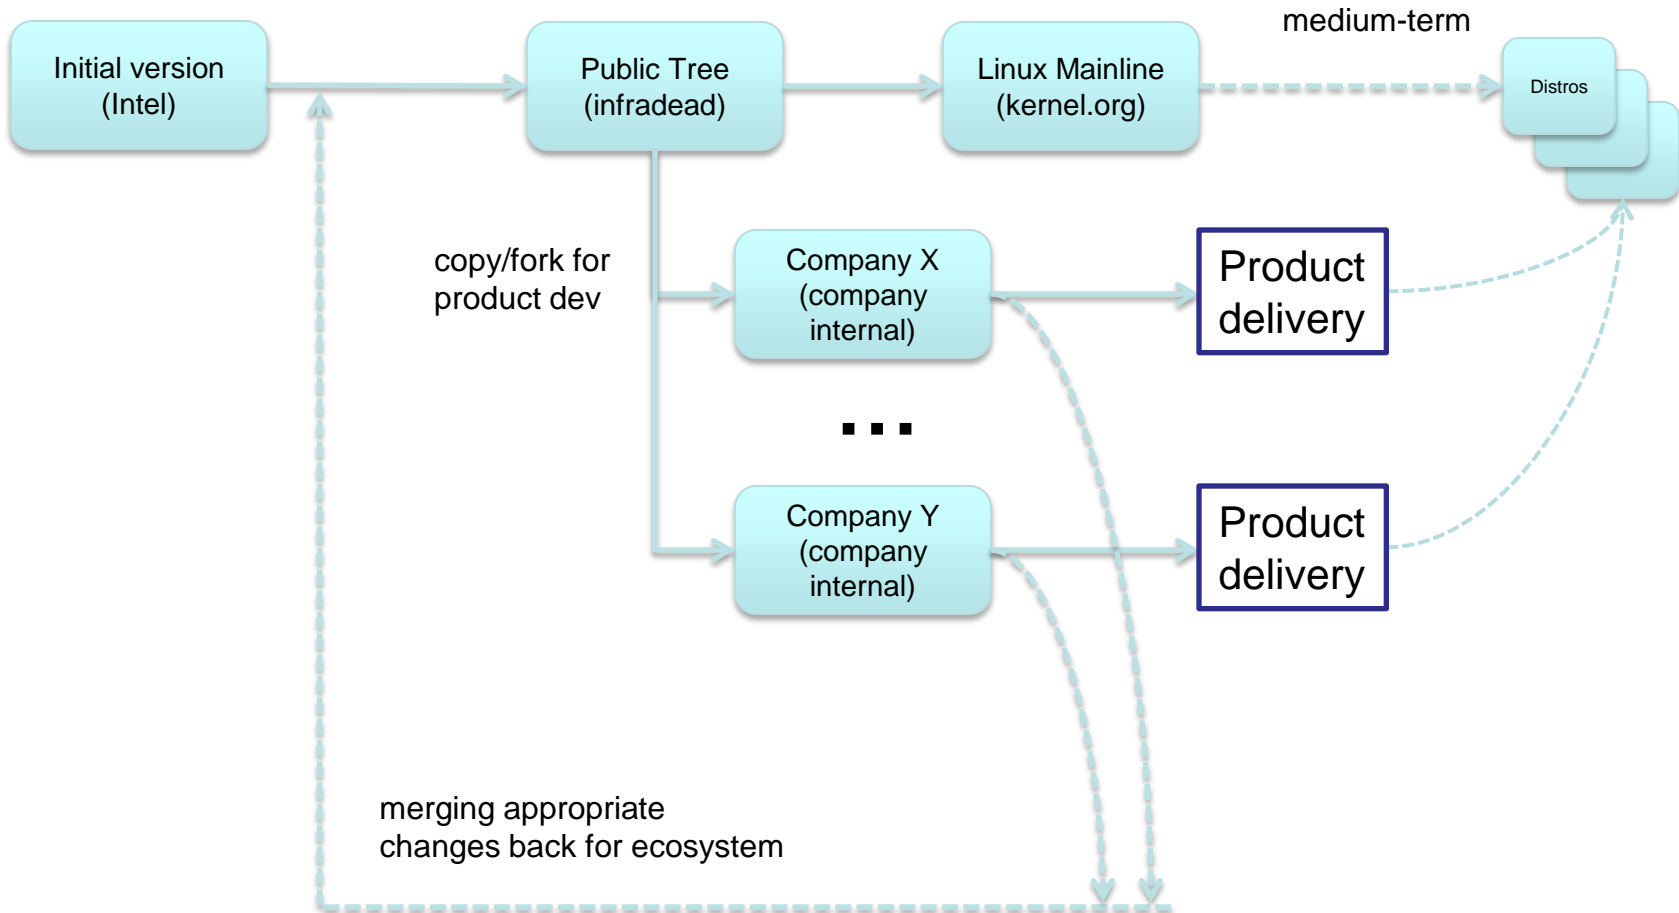 medium-term
Initial version
(Intel)
Public Tree
(infradead)
Linux Mainline
(kernel.org)
Distros
copy/fork for
product dev
Company X
(company
internal)
Product
delivery
...
Company Y
(company
internal)
Product
delivery
merging appropriate
changes back for ecosystem